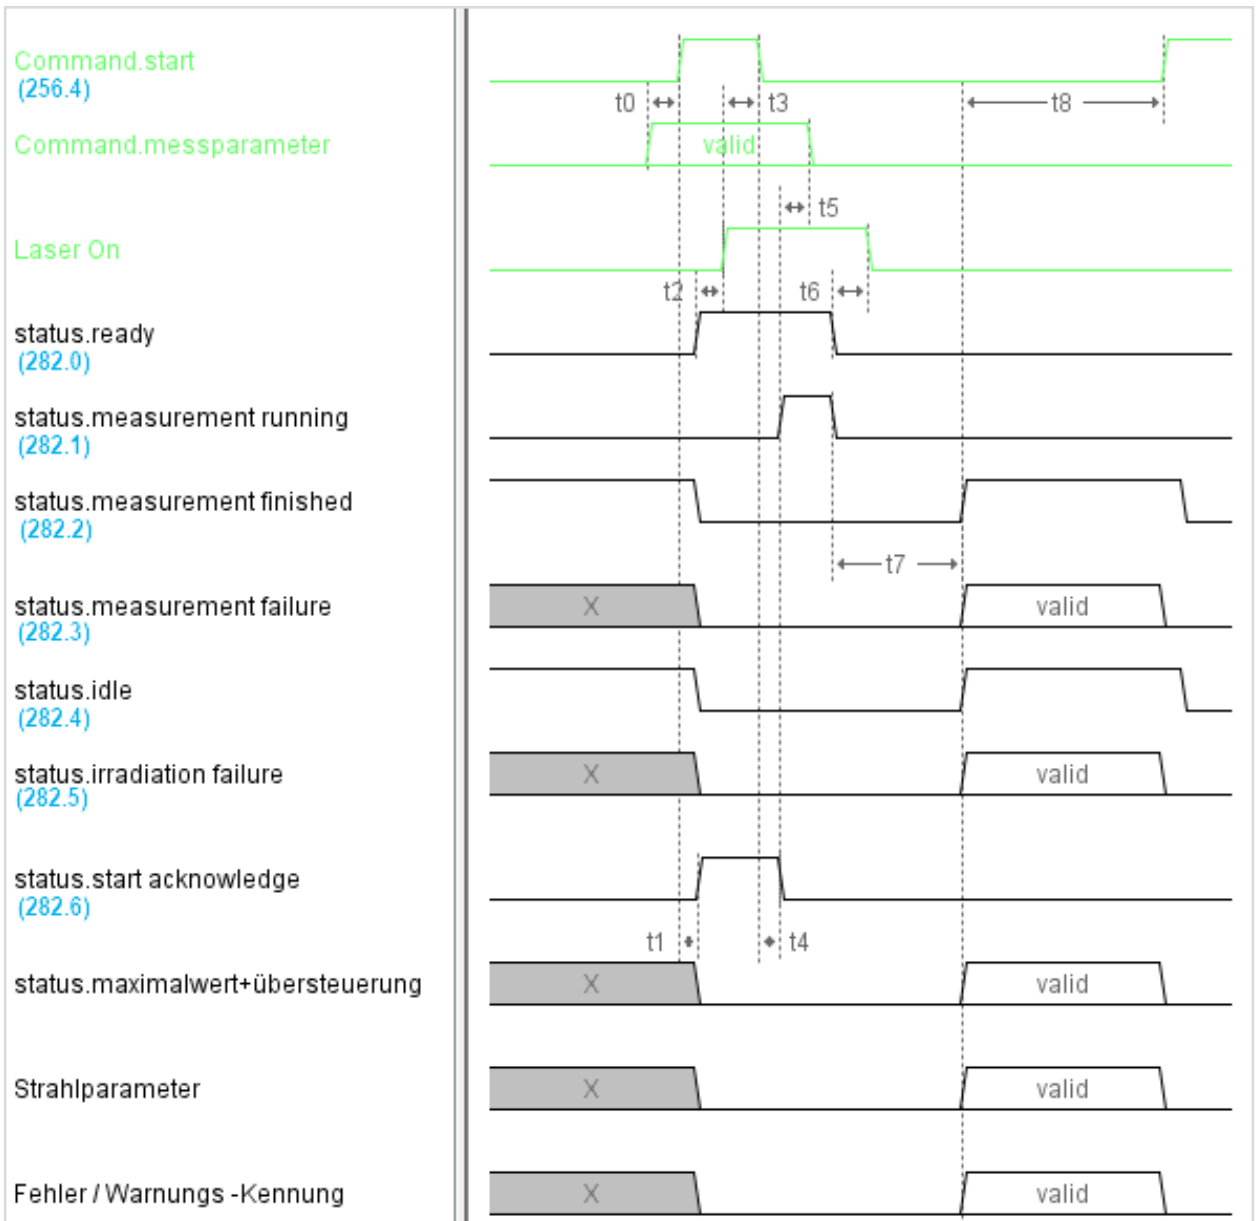 Command.start
(256.4)
t0
t3
t8
Command.messparameter
valid
t5
Laser On
t2
t6
status.ready
(282.0)
status.measurement running
(282.1)
status.measurement finished
(282.2)
t7
status.measurement failure
X
valid
(282.3)
status.idle
(282.4)
status.irradiation failure
X
valid
(282.5)
status.start acknowledge
(282.6)
t1
t4
status.maximalwert+übersteuerung
X
valid
Strahlparameter
X
valid
Fehler / Warnungs -Kennung
X
valid